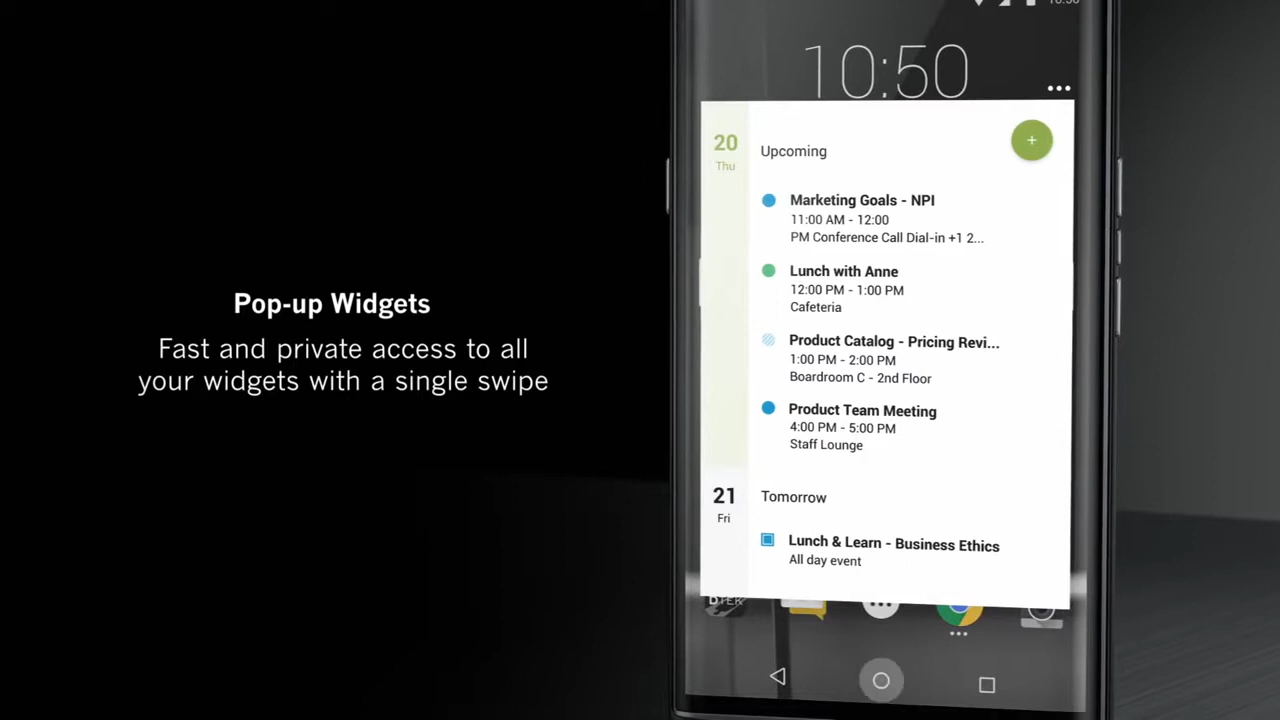 10:50
Pop-up Widgets
Fast and private access to all
your widgets with a single swipe
20
Thu
Upcoming
+
Marketing Goals - NPI
11:00 AM - 12:00
PM Conference Call Dial-in +1 2...
Lunch with Anne
12:00 PM - 1:00 PM
Cafeteria
Product Catalog - Pricing Revi...
1:00 PM - 2:00 PM
Boardroom C - 2nd Floor
Product Team Meeting
4:00 PM - 5:00 PM
Staff Lounge
21
Fri
Tomorrow
Lunch & Learn - Business Ethics
All day event
DTEK